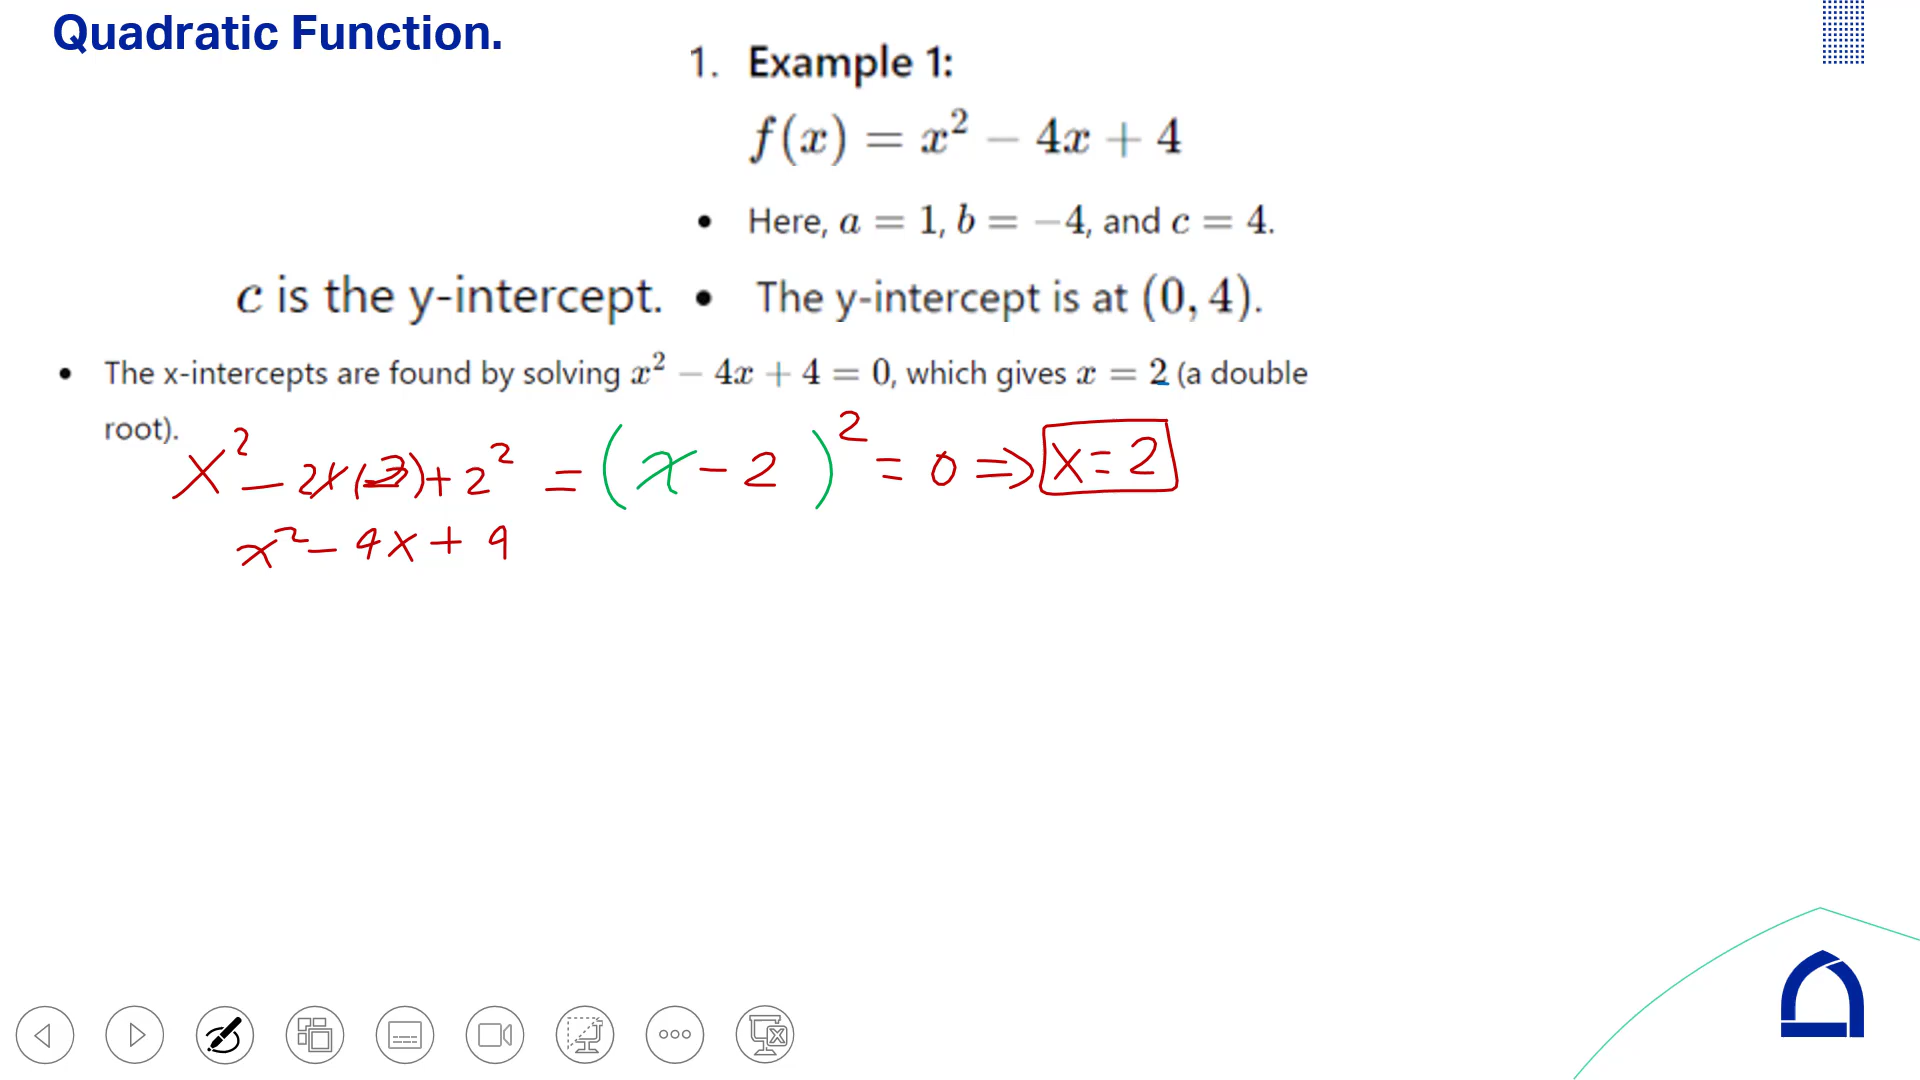 Quadratic Function.
1. Example 1:
f(x) = x² − 4x + 4
• Here, a = 1, b = −4, and c = 4.
c is the y-intercept. • The y-intercept is at (0, 4).
• The x-intercepts are found by solving x² − 4x + 4 = 0, which gives x = 2 (a double
root).
x² − 2x(-2) + 2² = (x − 2)² = 0 ⇒ x = 2
x² − 4x + 4